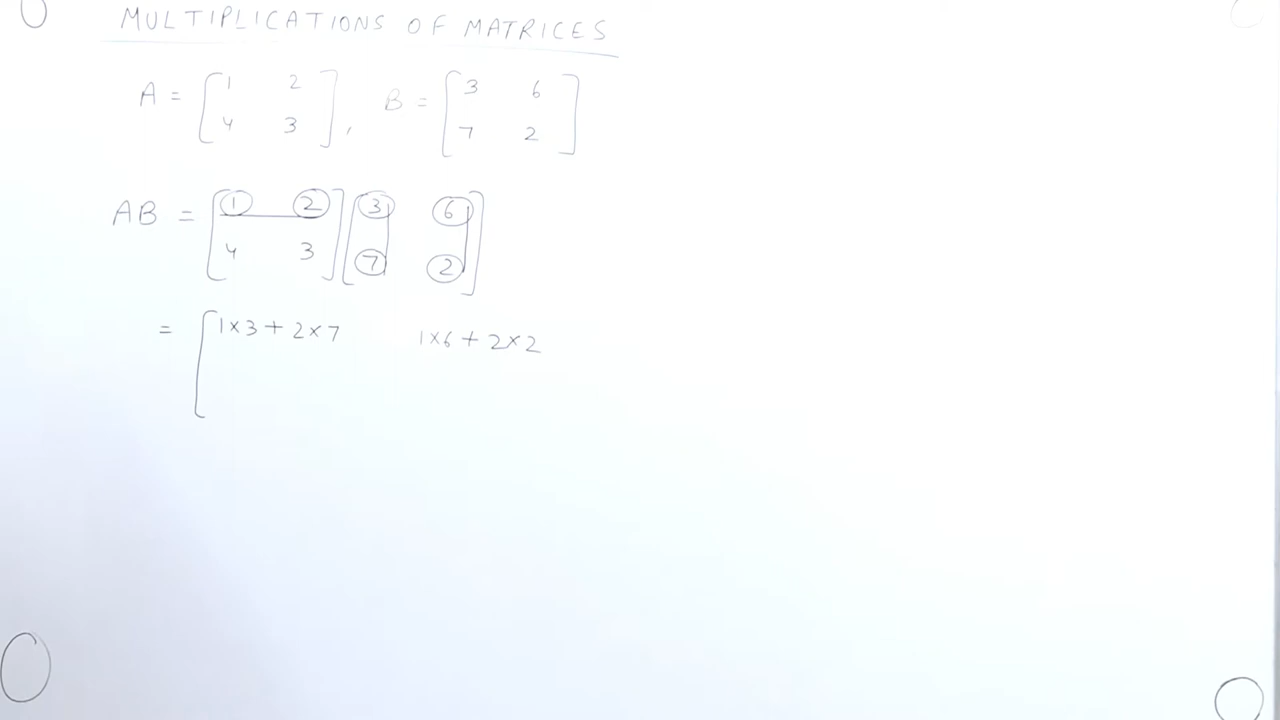 MULTIPLICATIONS OF MATRICES
A = [1 2
4 3], B = [3 6
7 2]
AB = [1 2][3 6]
4 3 7 2
= [1×3+2×7 1×6+2×2